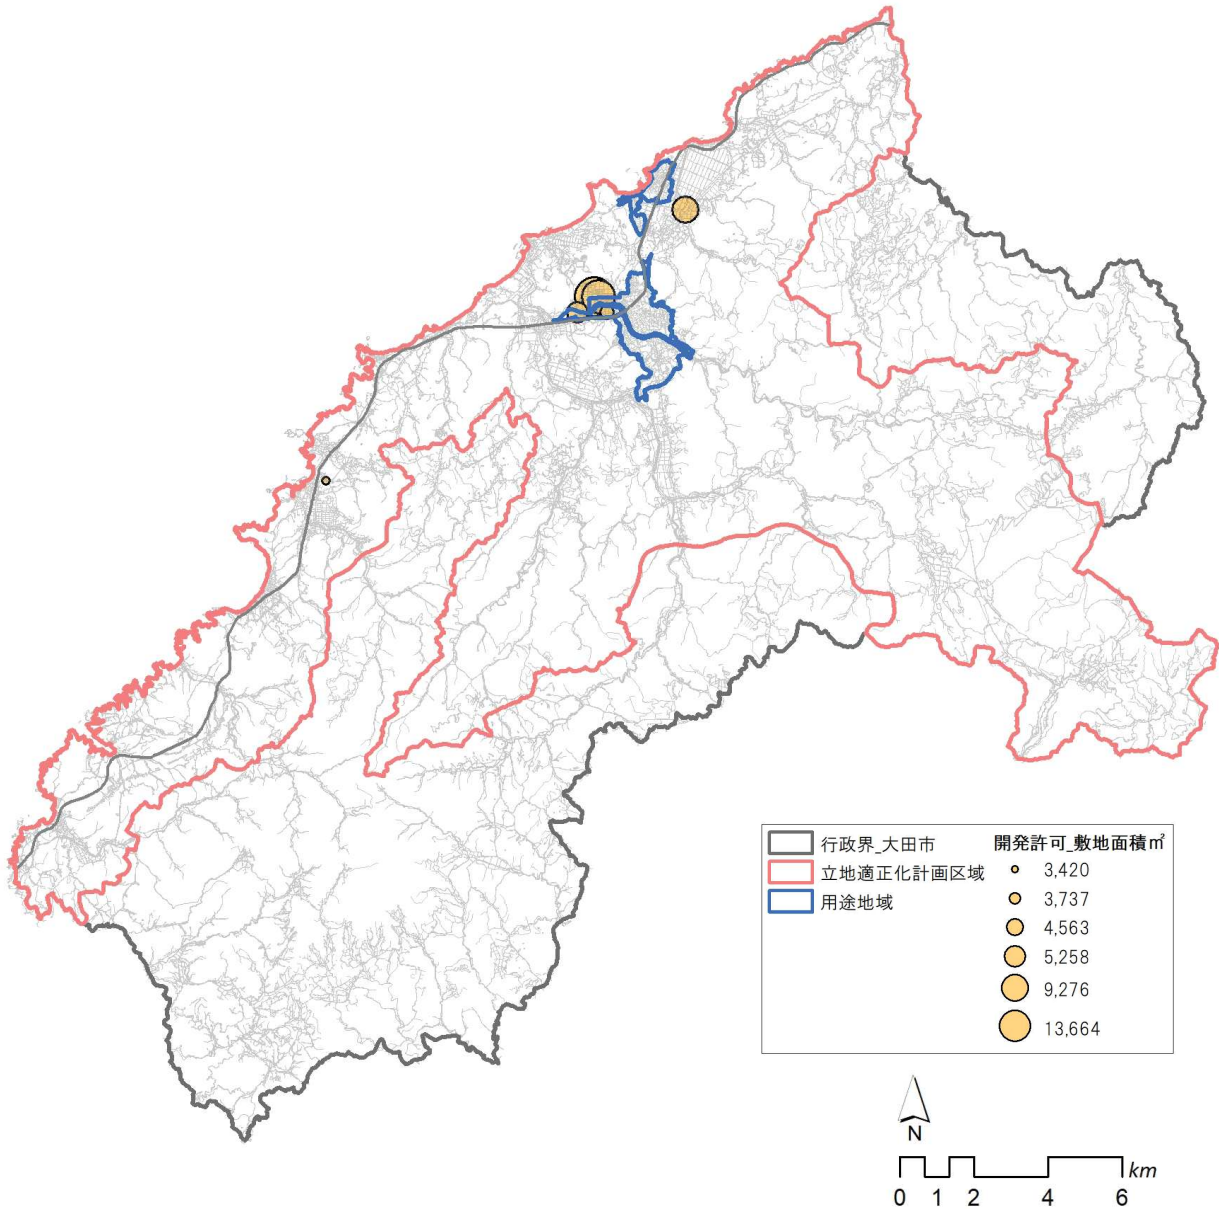 行政界_大田市
立地適正化計画区域
用途地域
開発許可_敷地面積㎡
3,420
3,737
4,563
5,258
9,276
13,664
N
km
0 1 2 4 6